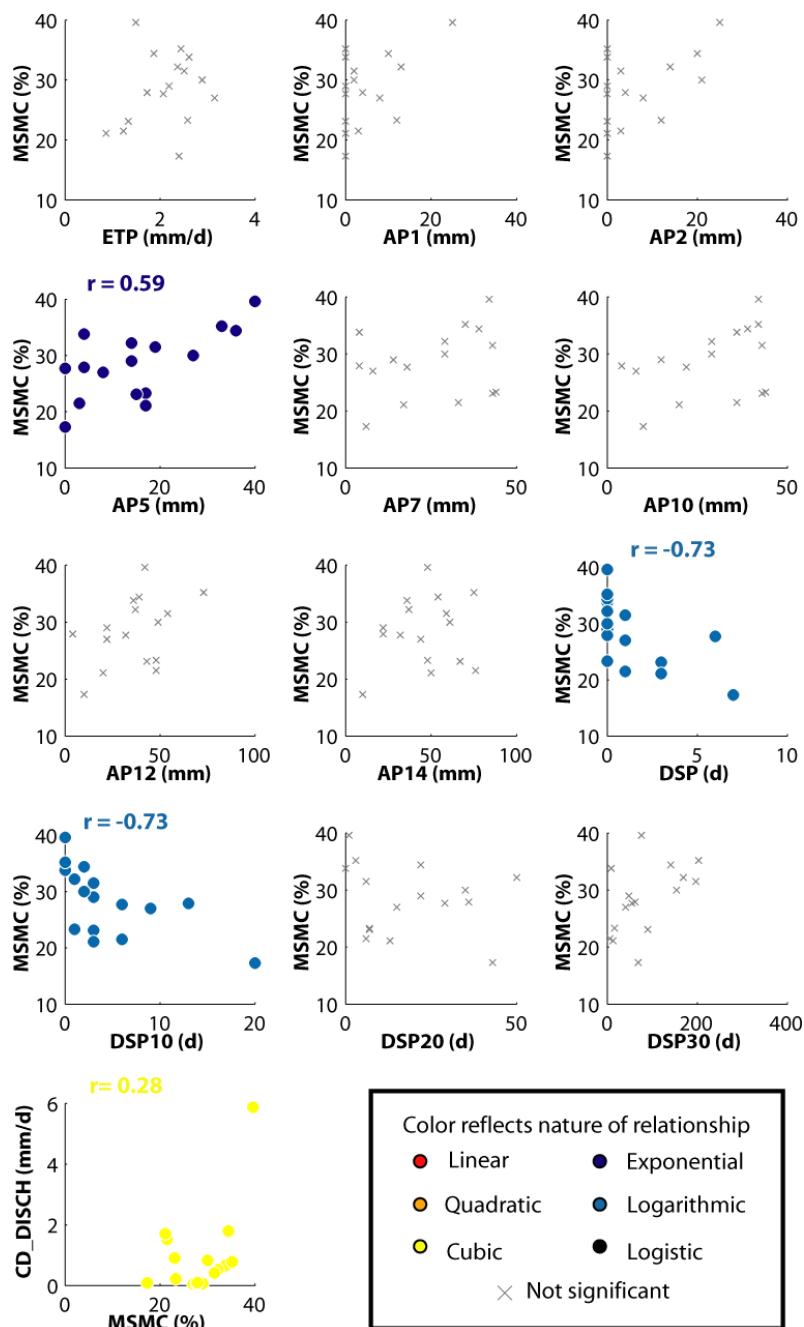 40
30
20
10
MSMC (%)
0 2 4
ETP (mm/d)
40
30
20
10
MSMC (%)
0 20 40
AP1 (mm)
40
30
20
10
MSMC (%)
0 20 40
AP2 (mm)
r = 0.59
40
30
20
10
MSMC (%)
0 20 40
AP5 (mm)
40
30
20
10
MSMC (%)
0 50
AP7 (mm)
40
30
20
10
MSMC (%)
0 50
AP10 (mm)
40
30
20
10
MSMC (%)
0 50 100
AP12 (mm)
40
30
20
10
MSMC (%)
0 50 100
AP14 (mm)
r = -0.73
40
30
20
10
MSMC (%)
0 5 10
DSP (d)
r = -0.73
40
30
20
10
MSMC (%)
0 10 20
DSP10 (d)
40
30
20
10
MSMC (%)
0 50
DSP20 (d)
40
30
20
10
MSMC (%)
0 200 400
DSP30 (d)
r= 0.28
6
4
2
0
CD_DISCH (mm/d)
0 20 40
MSMC (%)
Color reflects nature of relationship
Linear Exponential
Quadratic Logarithmic
Cubic Logistic
Not significant